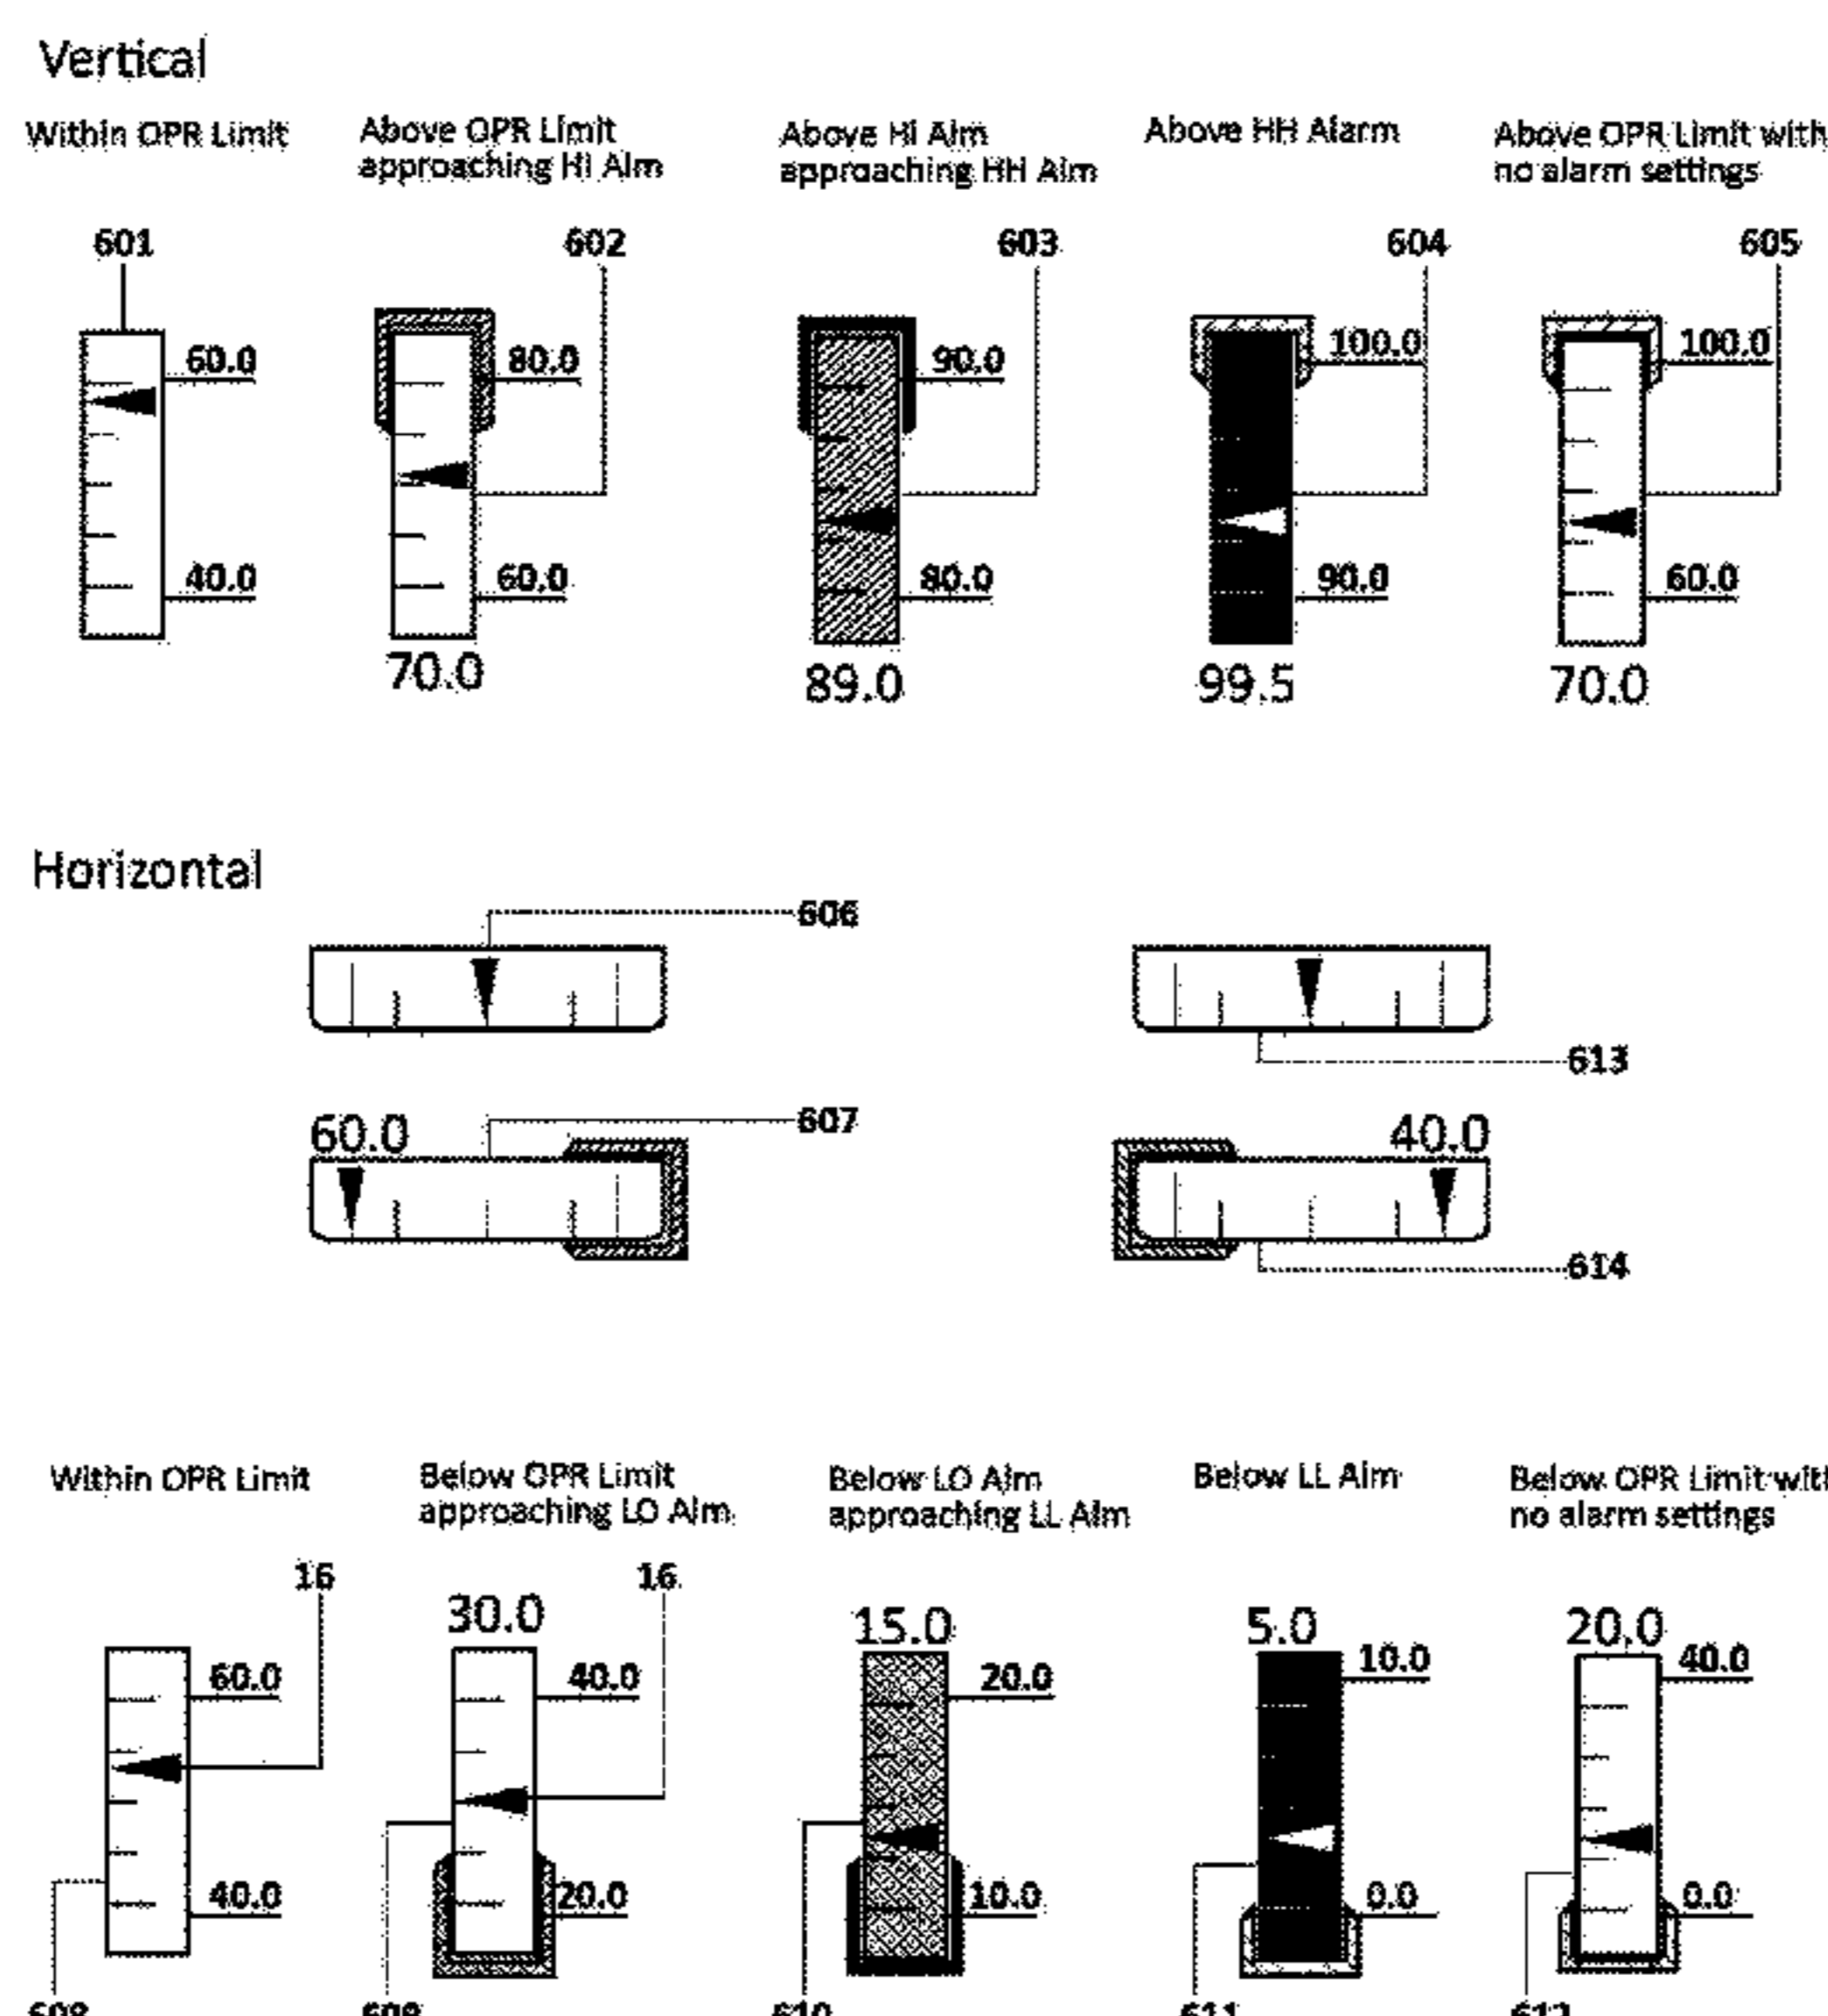 Vertical
Within OPR Limit
Above OPR Limit
approaching HI Alm
Above HI Alm
approaching HH Alm
Above HH Alarm
Above OPR Limit with
no alarm settings
601
602
603
604
605
60.0
80.0
90.0
100.0
100.0
40.0
60.0
80.0
90.0
60.0
70.0
89.0
99.5
70.0
Horizontal
606
613
60.0
607
40.0
614
Within OPR Limit
Below OPR Limit
approaching LO Alm
Below LO Alm
approaching LL Alm
Below LL Alm
Below OPR Limit with
no alarm settings
16
16
30.0
15.0
5.0
20.0
60.0
40.0
20.0
10.0
40.0
40.0
20.0
10.0
0.0
0.0
608
609
610
611
612